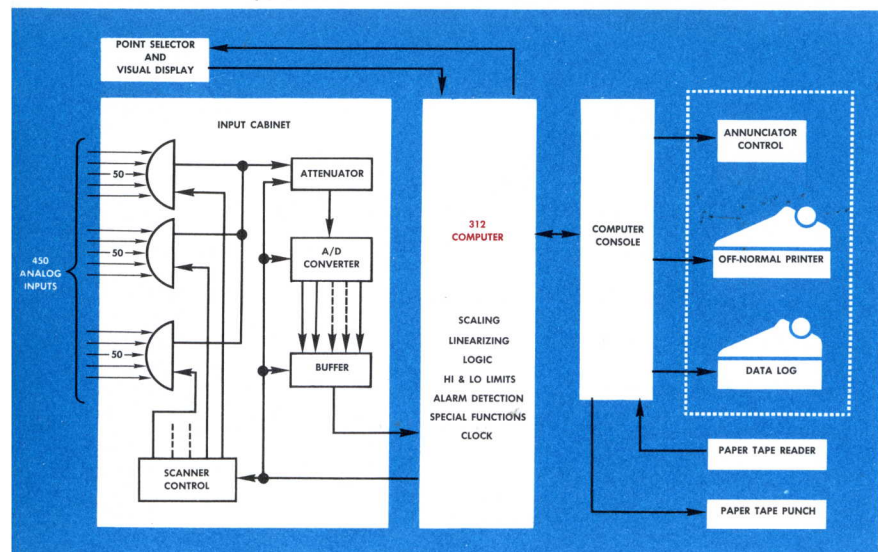 POINT SELECTOR
AND
VISUAL DISPLAY
INPUT CABINET
450
ANALOG
INPUTS
50
50
50
ATTENUATOR
A/D
CONVERTER
BUFFER
SCANNER
CONTROL
312
COMPUTER
SCALING
LINEARIZING
LOGIC
HI & LO LIMITS
ALARM DETECTION
SPECIAL FUNCTIONS
CLOCK
COMPUTER
CONSOLE
ANNUNCIATOR
CONTROL
OFF-NORMAL PRINTER
DATA LOG
PAPER TAPE READER
PAPER TAPE PUNCH